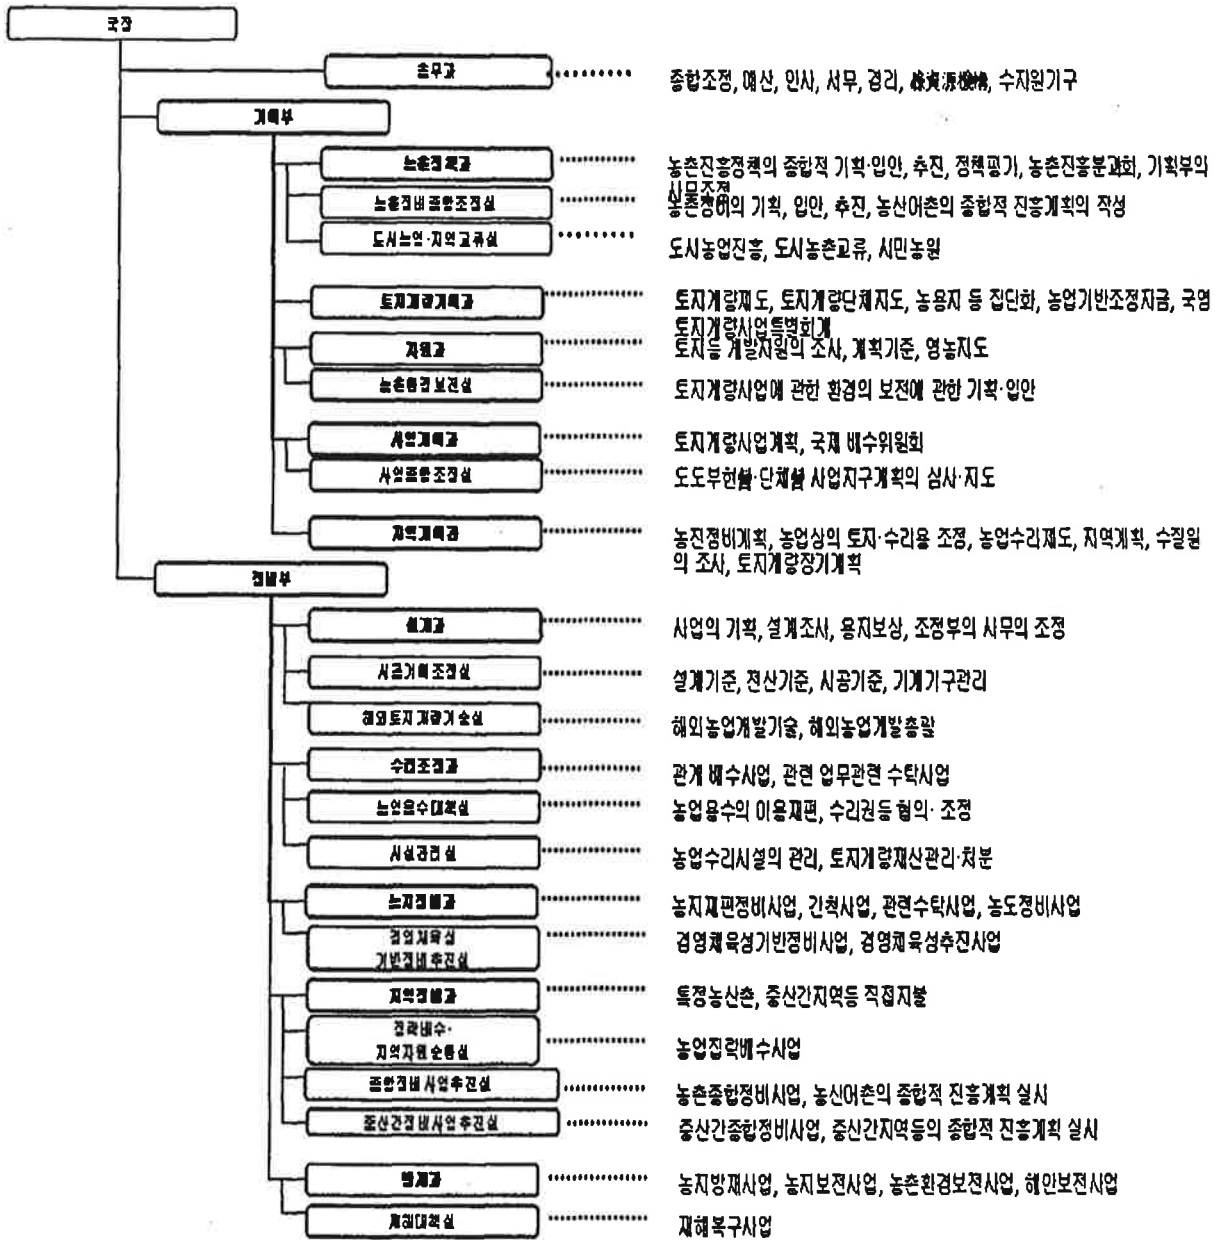 국장
총무과
종합조정, 예산, 인사, 서무, 경리, 수자원기구
기획부
농촌정책과
농촌진흥정책의 종합적 기획·입안, 추진, 정책평가, 농촌진흥분과회, 기획부의
사무조정
농촌정비종합조정실
농촌정비의 기획, 입안, 추진, 농산어촌의 종합적 진흥계획의 작성
도시농업·지역교류실
도시농업진흥, 도시농촌교류, 시민농원
토지개량기획과
토지개량제도, 토지개량단체지도, 농용지 등 집단화, 농업기반조정자금, 국영
토지개량사업특별회계
자원과
토지등 개발자원의 조사, 계획기준, 영농지도
농촌환경보전실
토지개량사업에 관한 환경의 보전에 관한 기획·입안
사업계획과
토지개량사업계획, 국제 배수위원회
사업종합조정실
도도부현營·단체營 사업지구계획의 심사·지도
지역계획관
농진정비계획, 농업상의 토지·수리용 조정, 농업수리제도, 지역계획, 수질원
의 조사, 토지개량장기계획
정비부
설계과
사업의 기획, 설계조사, 용지보상, 조정부의 사무의 조정
시공기획조정실
설계기준, 전산기준, 시공기준, 기계기구관리
해외토지개량기술실
해외농업개발기술, 해외농업개발총괄
수리조정과
관개 배수사업, 관련 업무관련 수탁사업
농업용수대책실
농업용수의 이용재편, 수리권등 협의· 조정
시설관리실
농업수리시설의 관리, 토지개량재산관리·처분
농지정비과
농지재편정비사업, 간척사업, 관련수탁사업, 농도정비사업
경영체육성
기반정비추진실
경영체육성기반정비사업, 경영체육성추진사업
지역정비과
특정농산촌, 중산간지역등 직접지불
집락배수·
지역자원순환실
농업집락배수사업
종합정비사업추진실
농촌종합정비사업, 농산어촌의 종합적 진흥계획 실시
중산간정비사업추진실
중산간종합정비사업, 중산간지역등의 종합적 진흥계획 실시
방재과
농지방재사업, 농지보전사업, 농촌환경보전사업, 해안보전사업
재해대책실
재해복구사업